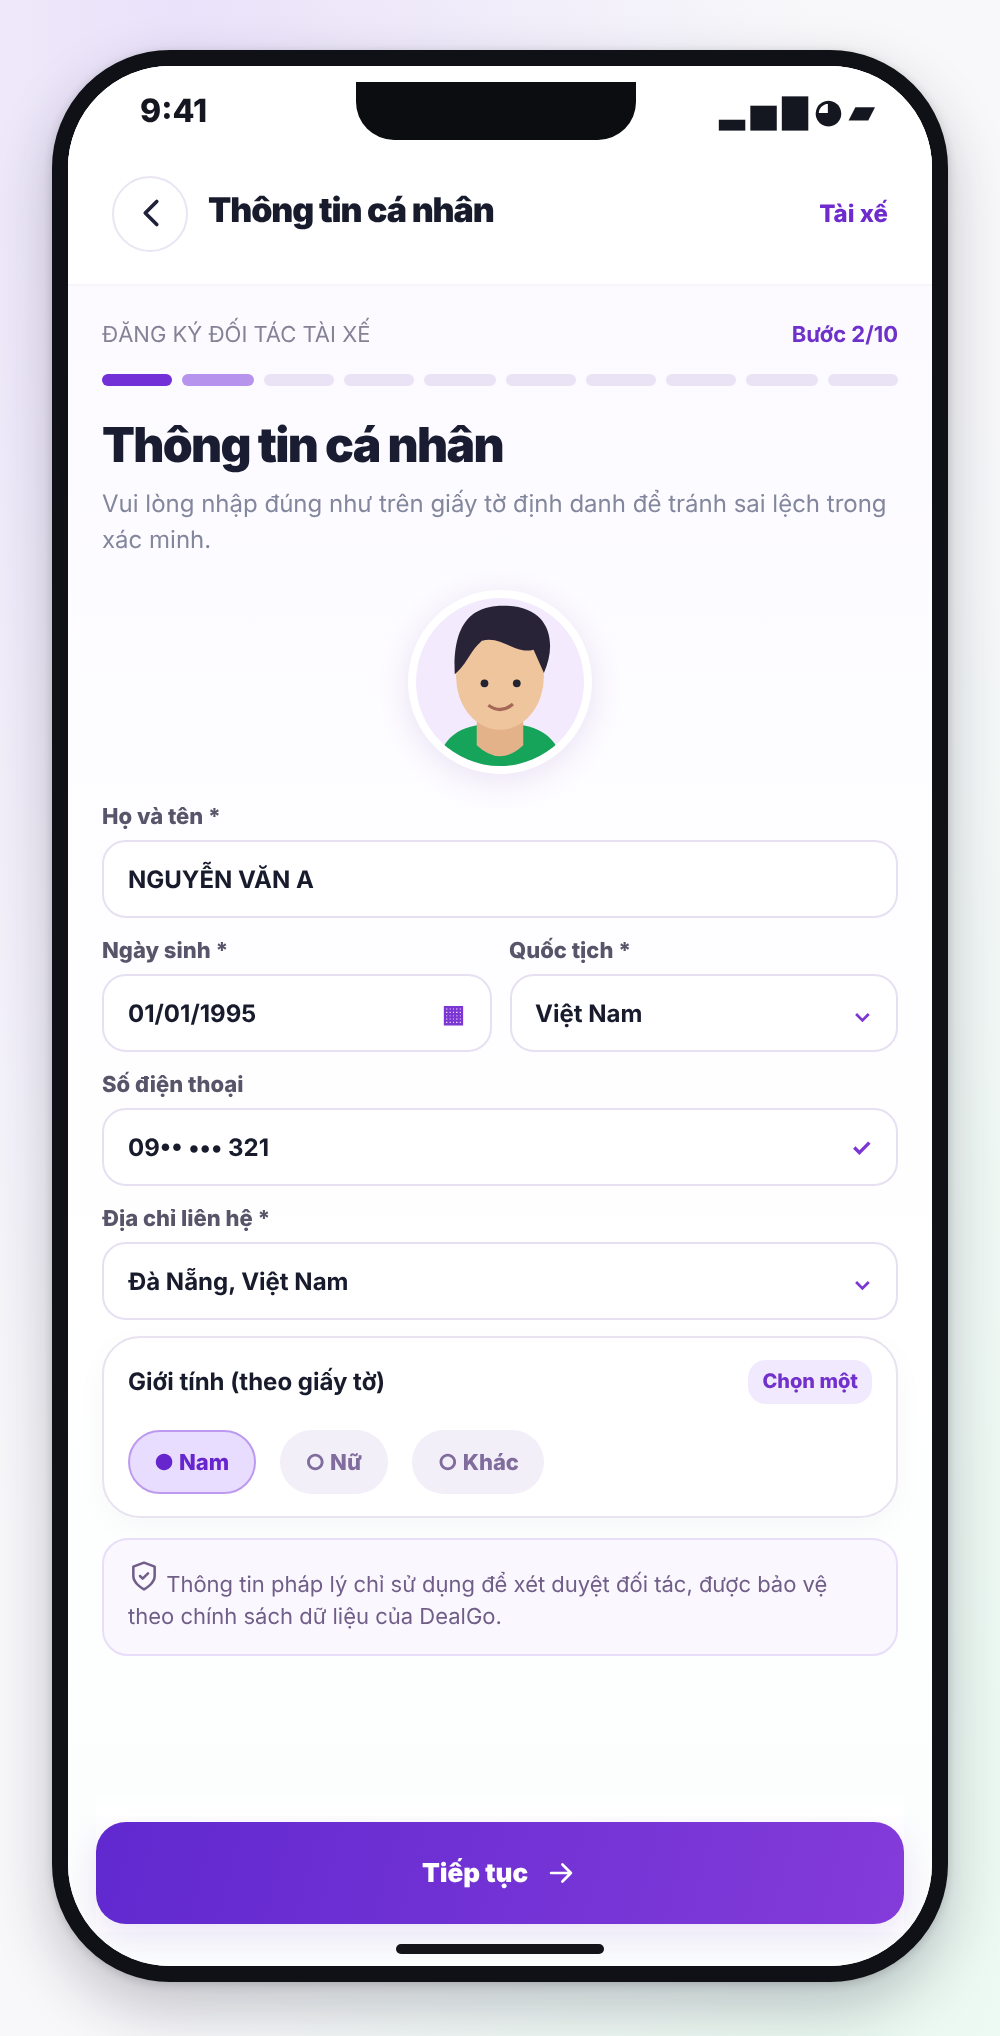 9:41
Thông tin cá nhân
Tài xế
ĐĂNG KÝ ĐỐI TÁC TÀI XẾ
Bước 2/10
Thông tin cá nhân
Vui lòng nhập đúng như trên giấy tờ định danh để tránh sai lệch trong
xác minh.
Họ và tên *
NGUYỄN VĂN A
Ngày sinh *
Quốc tịch *
01/01/1995
Việt Nam
Số điện thoại
09•• ••• 321
Địa chỉ liên hệ *
Đà Nẵng, Việt Nam
Giới tính (theo giấy tờ)
Chọn một
Nam
Nữ
Khác
Thông tin pháp lý chỉ sử dụng để xét duyệt đối tác, được bảo vệ
theo chính sách dữ liệu của DealGo.
Tiếp tục →